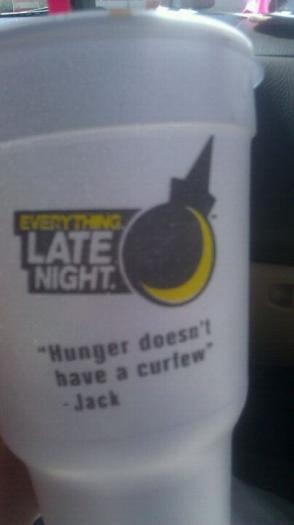 EVERYTHING.
LATE
NIGHT.
"Hunger doesn't
have a curfew"
- Jack